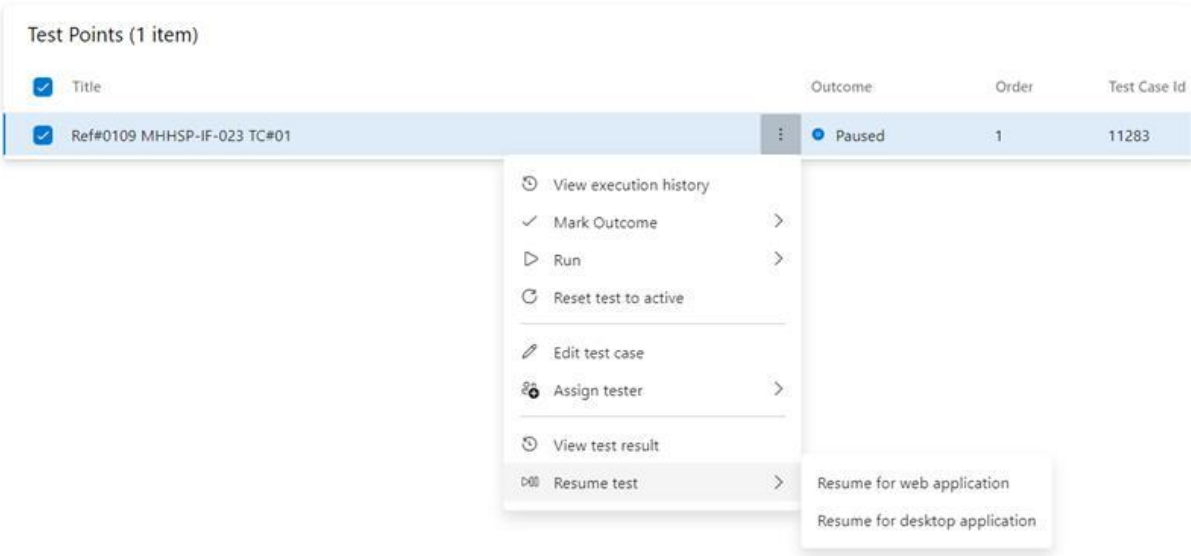 Test Points (1 item)
Title Outcome Order Test Case Id
Ref#0109 MHHSP-IF-023 TC#01 Paused 1 11283
View execution history
Mark Outcome
Run
Reset test to active
Edit test case
Assign tester
View test result
Resume test
Resume for web application
Resume for desktop application